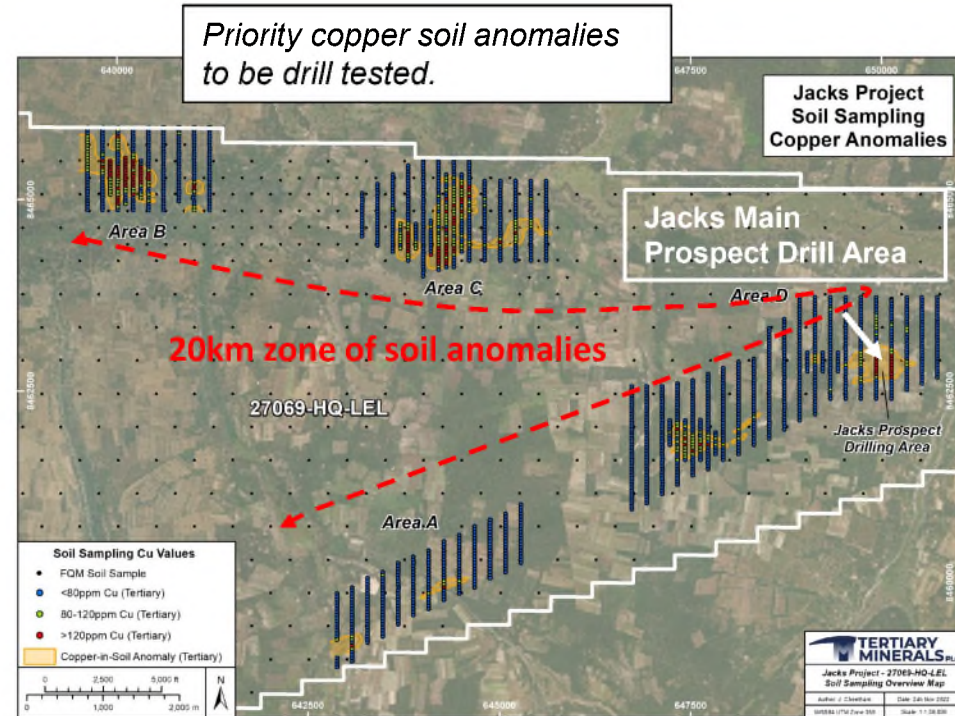 Priority copper soil anomalies
to be drill tested.
640000
647500
650000
Jacks Project
Soil Sampling
Copper Anomalies
8465000
8465000
Jacks Main
Prospect Drill Area
Area B
Area C
Area D
20km zone of soil anomalies
8462500
8462500
27069-HQ-LEL
Jacks Prospect
Drilling Area
Area A
8460000
Soil Sampling Cu Values
FQM Soil Sample
<80ppm Cu (Tertiary)
80-120ppm Cu (Tertiary)
>120ppm Cu (Tertiary)
Copper-in-Soil Anomaly (Tertiary)
0 2,500 5,000 ft
0 1,000 2,000 m
N
642500
645000
647500
TERTIARY
MINERALS PLC
Jacks Project - 27069-HQ-LEL
Soil Sampling Overview Map